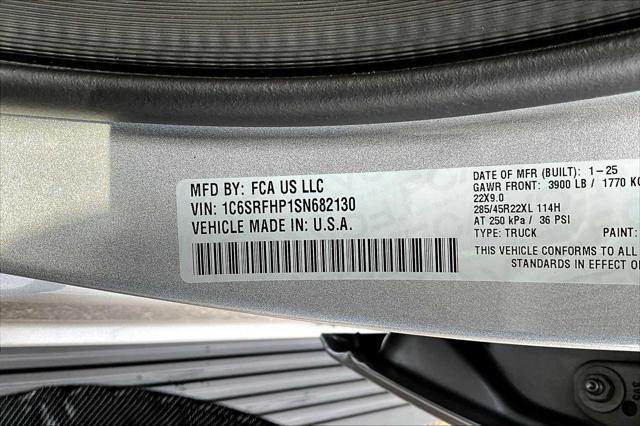 MFD BY: FCA US LLC
VIN: 1C6SRFHP1SN682130
VEHICLE MADE IN: U.S.A.
DATE OF MFR (BUILT): 1-25
GAWR FRONT: 3900 LB / 1770 KG
22X9.0
285/45R22XL 114H
AT 250 kPa / 36 PSI
TYPE: TRUCK PAINT:
THIS VEHICLE CONFORMS TO ALL
STANDARDS IN EFFECT